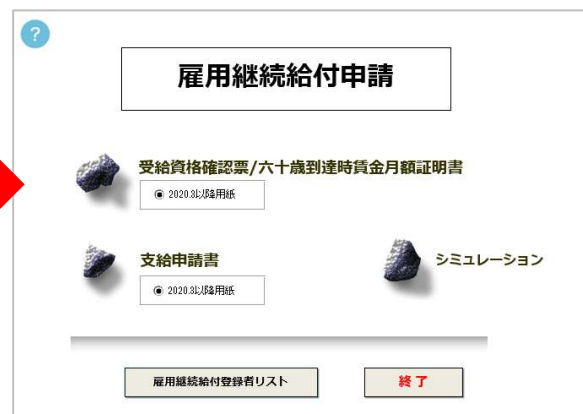 ?
雇用継続給付申請
受給資格確認票/六十歳到達時賃金月額証明書
◉ 2020.3以降用紙
支給申請書
シミュレーション
◉ 2020.3以降用紙
雇用継続給付登録者リスト
終了